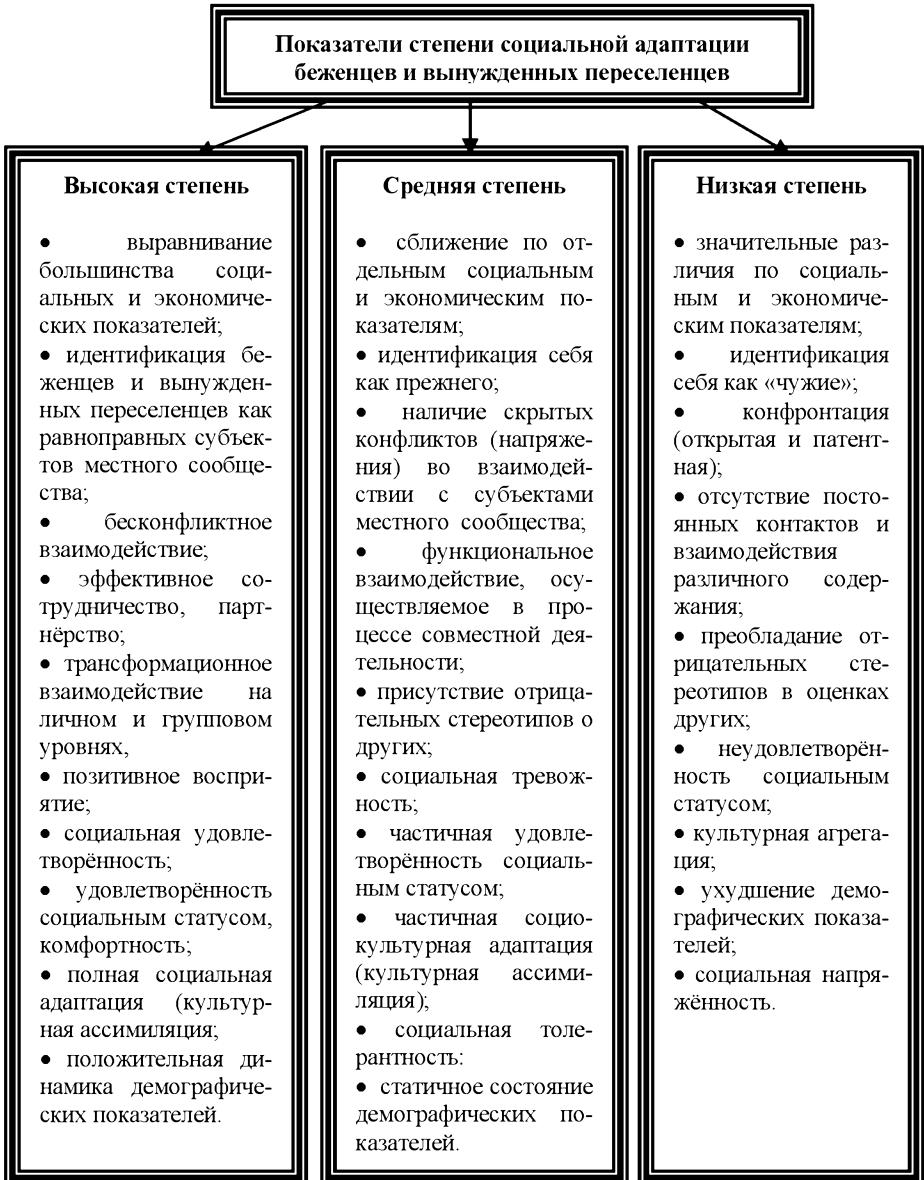 Показатели степени социальной адаптации
беженцев и вынужденных переселенцев
Высокая степень
• выравнивание
большинства соци-
альных и экономиче-
ских показателей;
• идентификация бе-
женцев и вынужден-
ных переселенцев как
равноправных субъек-
тов местного сообще-
ства;
• бесконфликтное
взаимодействие;
• эффективное со-
трудничество, парт-
нёрство;
• трансформационное
взаимодействие на
личном и групповом
уровнях,
• позитивное воспри-
ятие;
• социальная удовле-
творённость;
• удовлетворённость
социальным статусом,
комфортность;
• полная социальная
адаптация (культур-
ная ассимиляция;
• положительная ди-
намика демографиче-
ских показателей.
Средняя степень
• сближение по от-
дельным социальным
и экономическим по-
казателям;
• идентификация себя
как прежнего;
• наличие скрытых
конфликтов (напряже-
ния) во взаимодей-
ствии с субъектами
местного сообщества;
• функциональное
взаимодействие, осу-
ществляемое в про-
цессе совместной дея-
тельности;
• присутствие отрица-
тельных стереотипов о
других;
• социальная тревож-
ность;
• частичная удовле-
творённость социаль-
ным статусом;
• частичная социо-
культурная адаптация
(культурная ассими-
ляция);
• социальная толе-
рантность:
• статичное состояние
демографических по-
казателей.
Низкая степень
• значительные раз-
личия по социаль-
ным и экономиче-
ским показателям;
• идентификация
себя как «чужие»;
• конфронтация
(открытая и патент-
ная);
• отсутствие посто-
янных контактов и
взаимодействия
различного содер-
жания;
• преобладание от-
рицательных сте-
реотипов в оценках
других;
• неудовлетворён-
ность социальным
статусом;
• культурная агрега-
ция;
• ухудшение демо-
графических показа-
телей;
• социальная напря-
жённость.